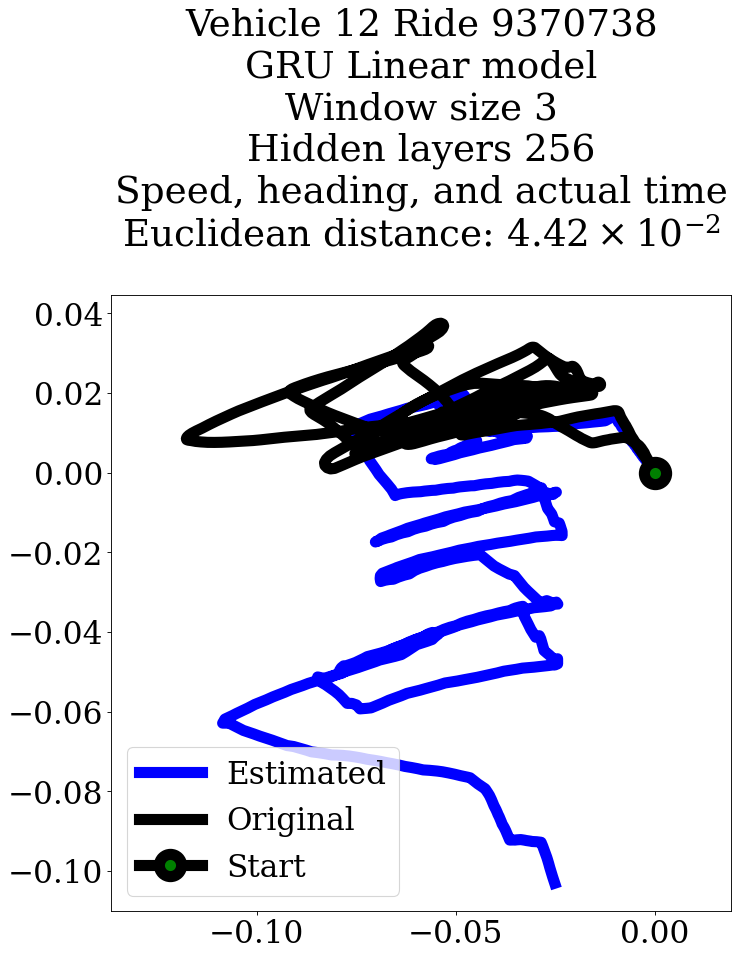 Vehicle 12 Ride 9370738
GRU Linear model
Window size 3
Hidden layers 256
Speed, heading, and actual time
Euclidean distance: 4.42 × 10⁻²
0.04
0.02
0.00
−0.02
−0.04
−0.06
−0.08
−0.10
Estimated
Original
Start
−0.10 −0.05 0.00